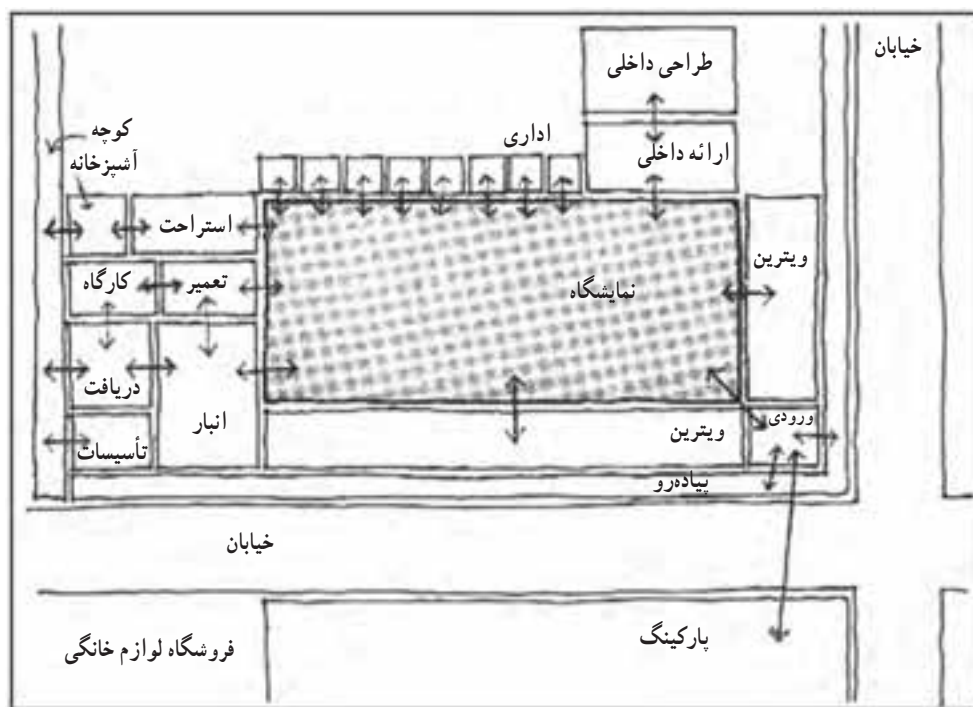 خیابان
طراحی داخلی
کوچه
اداری
ارائه داخلی
آشپزخانه
استراحت
ویترین
کارگاه
تعمیر
نمایشگاه
دریافت
انبار
ویترین
ورودی
تأسیسات
پیاده‌رو
خیابان
پارکینگ
فروشگاه لوازم خانگی